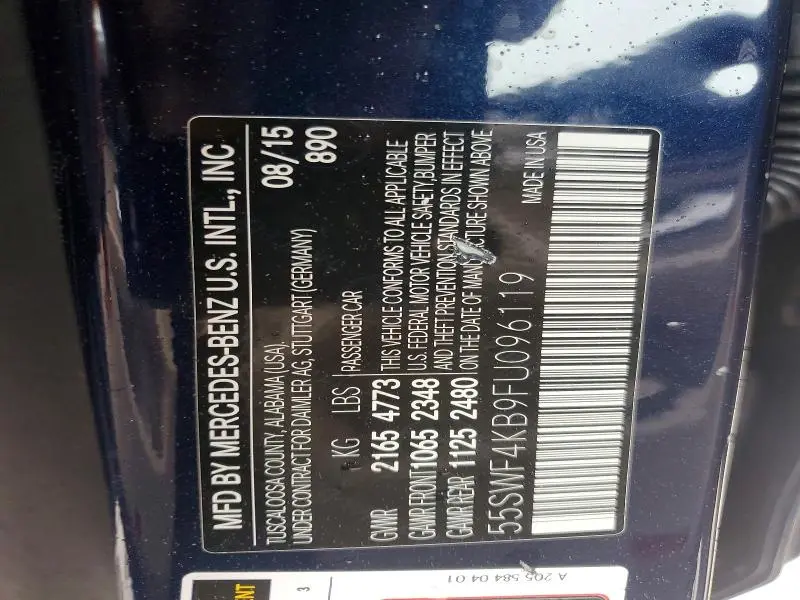 MFD BY MERCEDES-BENZ U.S. INTL., INC
TUSCALOOSA COUNTY, ALABAMA (USA). 08/15
UNDER CONTRACT FOR DAIMLER AG, STUTTGART (GERMANY) 890
KG LBS PASSENGER CAR
GVWR 2165 4773 THIS VEHICLE CONFORMS TO ALL APPLICABLE
GAWR FRONT 1065 2348 U.S. FEDERAL MOTOR VEHICLE SAFETY, BUMPER
GAWR REAR 1125 2480 AND THEFT PREVENTION STANDARDS IN EFFECT
ON THE DATE OF MANUFACTURE SHOWN ABOVE
55SWF4KB9FU096119 MADE IN USA
3
A 205 584 04 01